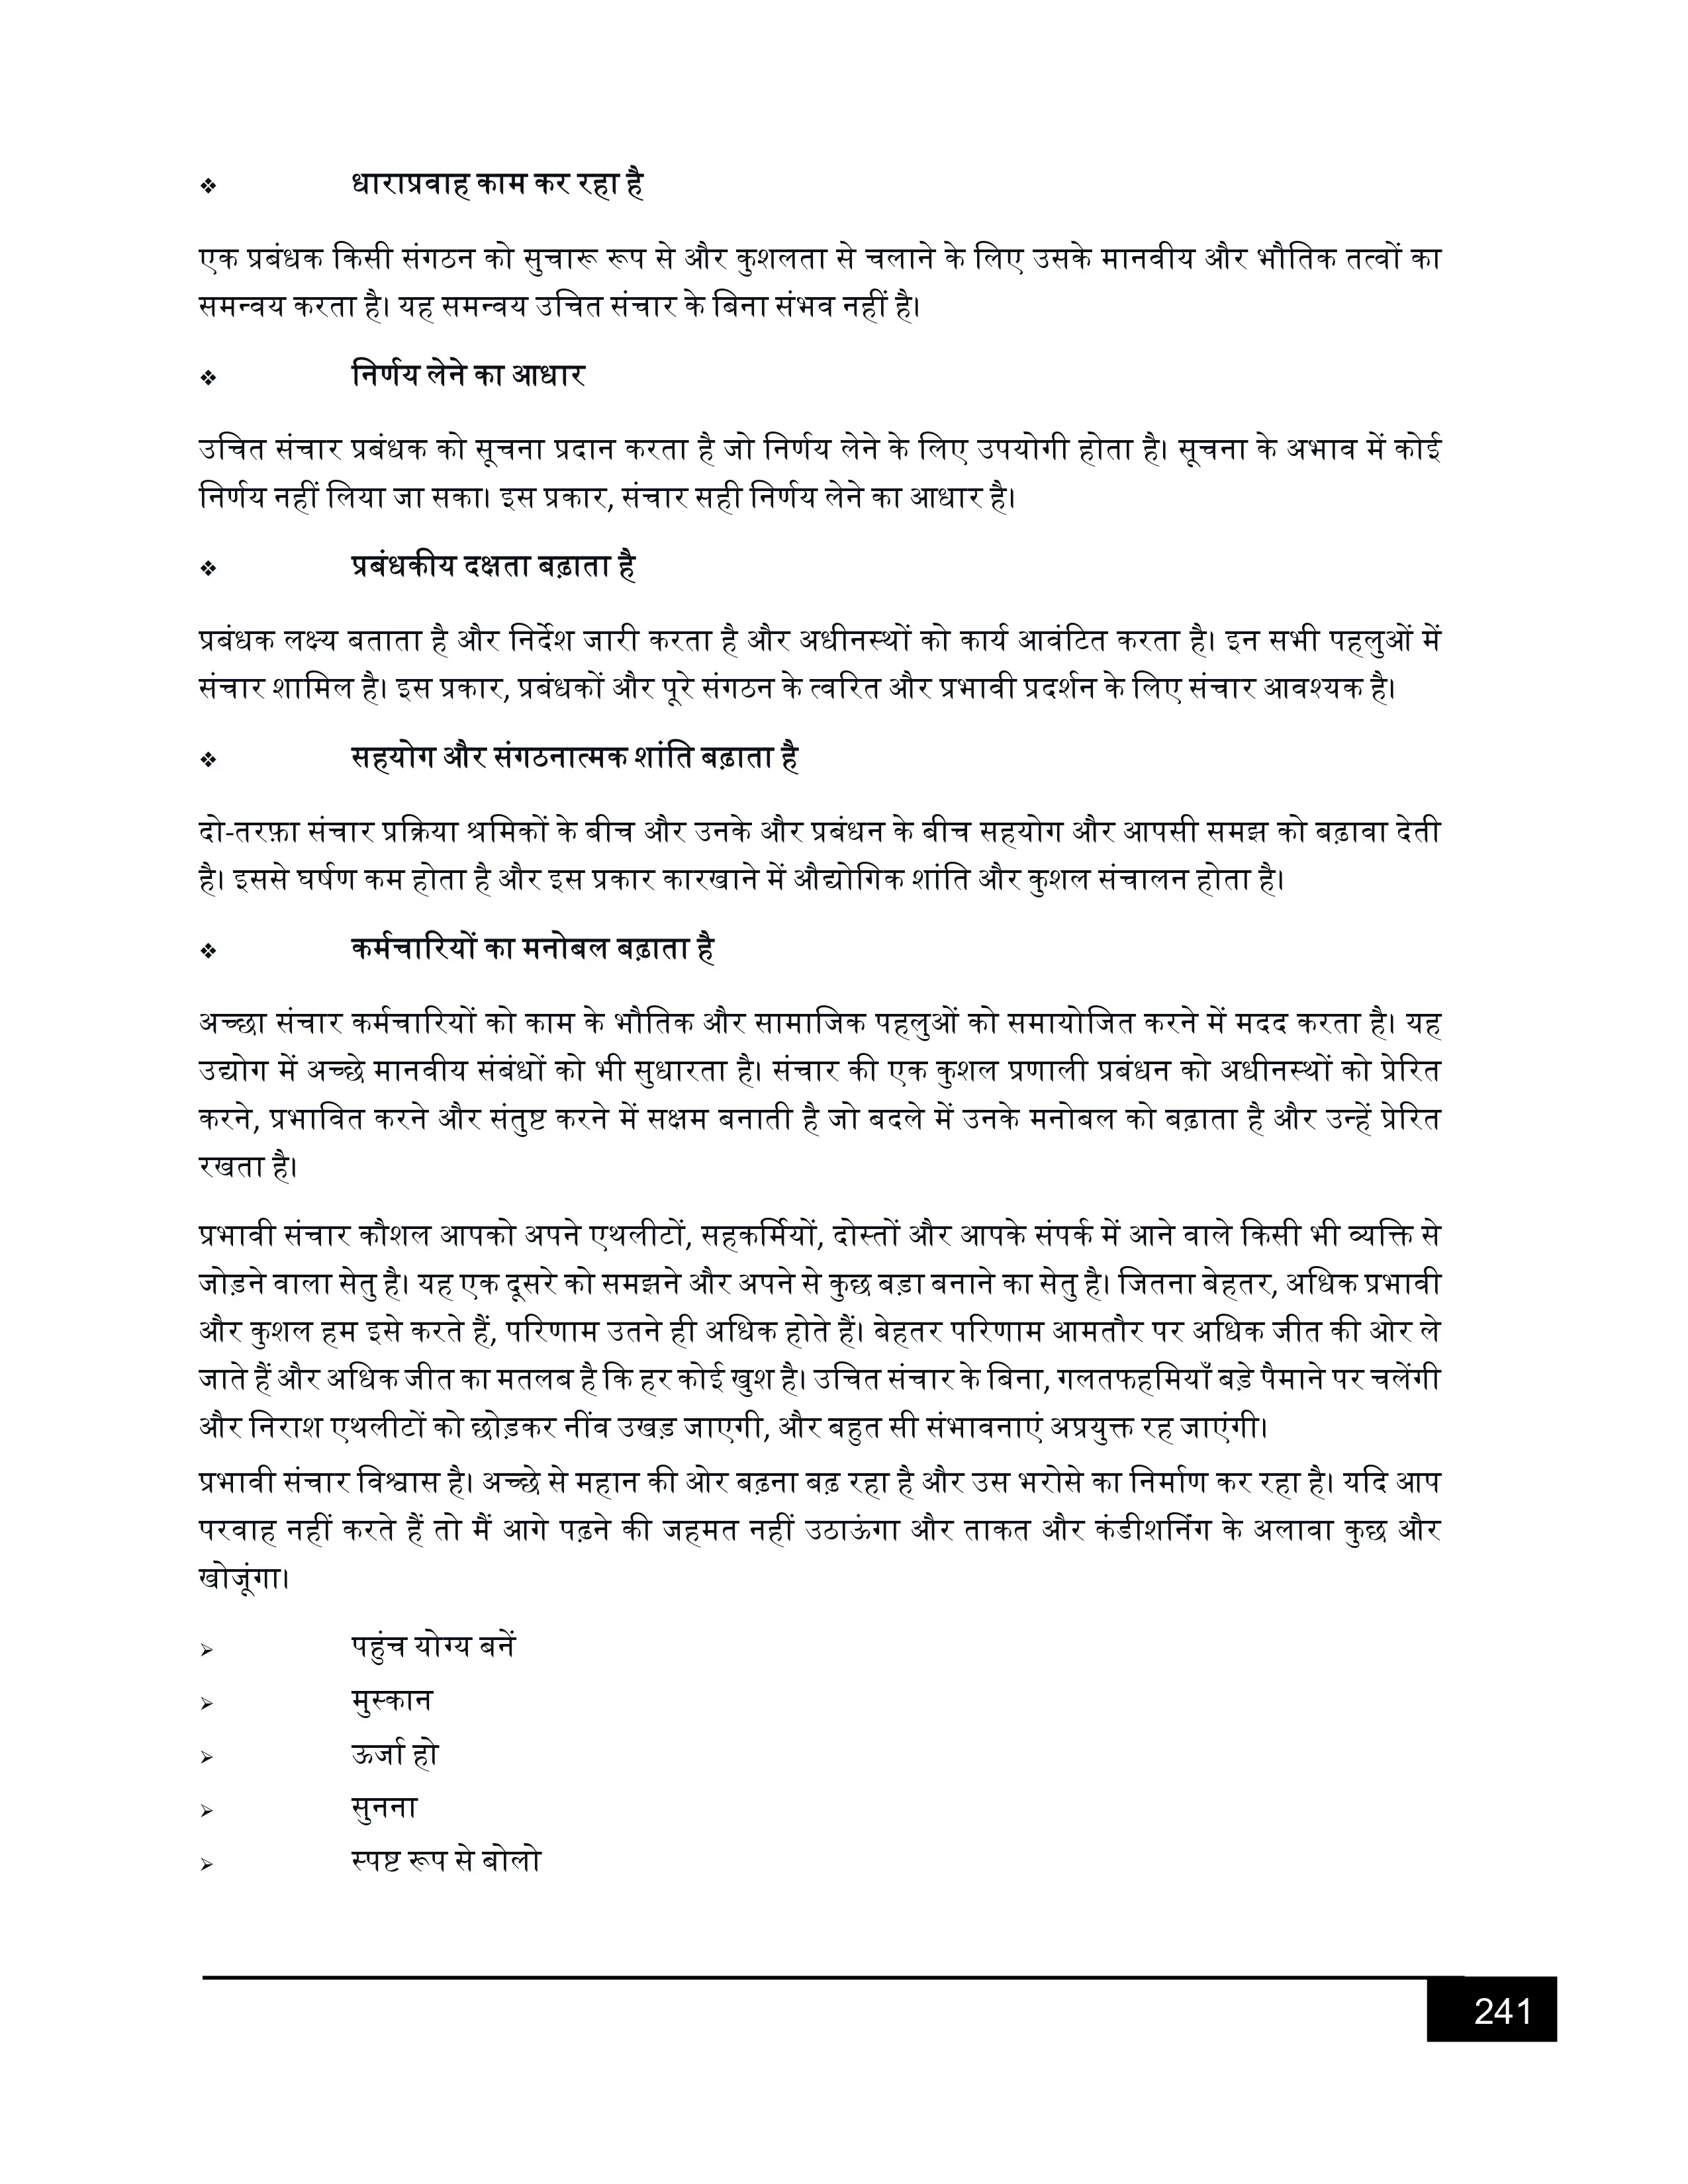 ❖ धाराप्रवाह काम कर रहा है
एक प्रबंधक किसी संगठन को सुचारू रूप से और कुशलता से चलाने के लिए उसके मानवीय और भौतिक तत्वों का
समन्वय करता है। यह समन्वय उचित संचार के बिना संभव नहीं है।
❖ निर्णय लेने का आधार
उचित संचार प्रबंधक को सूचना प्रदान करता है जो निर्णय लेने के लिए उपयोगी होता है। सूचना के अभाव में कोई
निर्णय नहीं लिया जा सका। इस प्रकार, संचार सही निर्णय लेने का आधार है।
❖ प्रबंधकीय दक्षता बढ़ाता है
प्रबंधक लक्ष्य बताता है और निर्देश जारी करता है और अधीनस्थों को कार्य आवंटित करता है। इन सभी पहलुओं में
संचार शामिल है। इस प्रकार, प्रबंधकों और पूरे संगठन के त्वरित और प्रभावी प्रदर्शन के लिए संचार आवश्यक है।
❖ सहयोग और संगठनात्मक शांति बढ़ाता है
दो-तरफ़ा संचार प्रक्रिया श्रमिकों के बीच और उनके और प्रबंधन के बीच सहयोग और आपसी समझ को बढ़ावा देती
है। इससे घर्षण कम होता है और इस प्रकार कारखाने में औद्योगिक शांति और कुशल संचालन होता है।
❖ कर्मचारियों का मनोबल बढ़ाता है
अच्छा संचार कर्मचारियों को काम के भौतिक और सामाजिक पहलुओं को समायोजित करने में मदद करता है। यह
उद्योग में अच्छे मानवीय संबंधों को भी सुधारता है। संचार की एक कुशल प्रणाली प्रबंधन को अधीनस्थों को प्रेरित
करने, प्रभावित करने और संतुष्ट करने में सक्षम बनाती है जो बदले में उनके मनोबल को बढ़ाता है और उन्हें प्रेरित
रखता है।
प्रभावी संचार कौशल आपको अपने एथलीटों, सहकर्मियों, दोस्तों और आपके संपर्क में आने वाले किसी भी व्यक्ति से
जोड़ने वाला सेतु है। यह एक दूसरे को समझने और अपने से कुछ बड़ा बनाने का सेतु है। जितना बेहतर, अधिक प्रभावी
और कुशल हम इसे करते हैं, परिणाम उतने ही अधिक होते हैं। बेहतर परिणाम आमतौर पर अधिक जीत की ओर ले
जाते हैं और अधिक जीत का मतलब है कि हर कोई खुश है। उचित संचार के बिना, गलतफहमियाँ बड़े पैमाने पर चलेंगी
और निराश एथलीटों को छोड़कर नींव उखड़ जाएगी, और बहुत सी संभावनाएं अप्रयुक्त रह जाएंगी।
प्रभावी संचार विश्वास है। अच्छे से महान की ओर बढ़ना बढ़ रहा है और उस भरोसे का निर्माण कर रहा है। यदि आप
परवाह नहीं करते हैं तो मैं आगे पढ़ने की जहमत नहीं उठाऊंगा और ताकत और कंडीशनिंग के अलावा कुछ और
खोजूंगा।
➢ पहुंच योग्य बनें
➢ मुस्कान
➢ ऊर्जा हो
➢ सुनना
➢ स्पष्ट रूप से बोलो
241